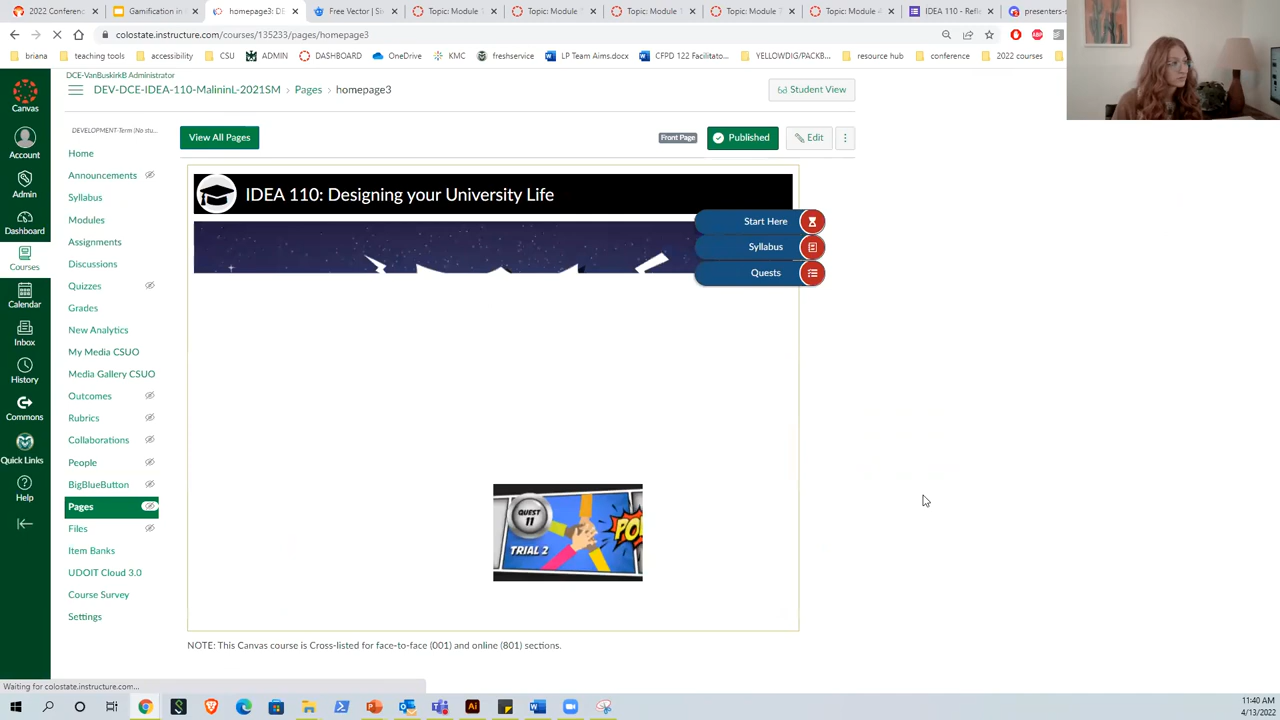 2022 Conferenc
Gamification in
homepage3: DE
Free Vector | Si
Topic: Module 1
Topic: Module
Topic: Module 3
Topic: Module
Topic: Module 4
IDEA 110 - Reli
presenters-
colostate.instructure.com/courses/135233/pages/homepage3
briana
teaching tools
accessibility
CSU
ADMIN
DASHBOARD
OneDrive
KMC
freshservice
LP Team Aims.docx
CFPD 122 Facilitato...
YELLOWDIG/PACKB...
resource hub
conference
2022 courses
DCE-VanBuskirkB Administrator
DEV-DCE-IDEA-110-MalininL-2021SM
Pages
homepage3
Student View
DEVELOPMENT-Term (No stu...
View All Pages
Front Page
Published
Edit
Canvas
Account
Admin
Dashboard
Courses
Calendar
Inbox
History
Commons
Quick Links
Help
Home
Announcements
Syllabus
Modules
Assignments
Discussions
Quizzes
Grades
New Analytics
My Media CSUO
Media Gallery CSUO
Outcomes
Rubrics
Collaborations
People
BigBlueButton
Pages
Files
Item Banks
UDOIT Cloud 3.0
Course Survey
Settings
IDEA 110: Designing your University Life
Start Here
Syllabus
Quests
QUEST
11
TRIAL 2
NOTE: This Canvas course is Cross-listed for face-to-face (001) and online (801) sections.
Waiting for colostate.instructure.com...
11:40 AM
4/13/2022